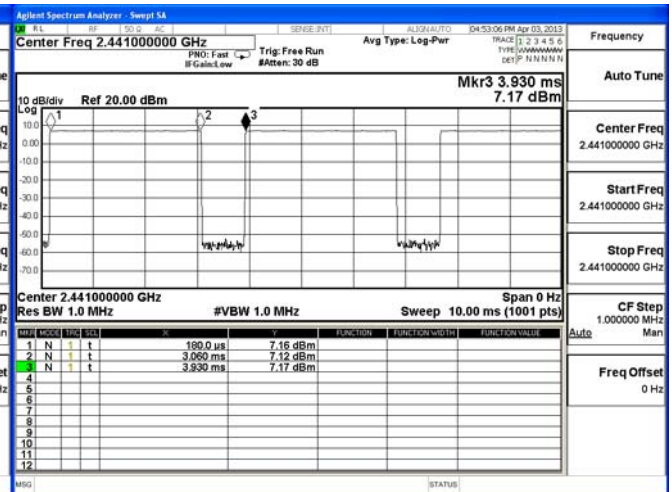 Agilent Spectrum Analyzer - Swept SA
RL RF 50 Ω AC SENSE:INT ALIGNAUTO 04:53:06 PM Apr 03, 2013
Center Freq 2.441000000 GHz
PNO: Fast
IFGain:Low
Trig: Free Run
#Atten: 30 dB
Avg Type: Log-Pwr
TRACE 1 2 3 4 5 6
TYPE
DET P N N N N N
Mkr3 3.930 ms
7.17 dBm
10 dB/div Ref 20.00 dBm
Log
10.0
0.00
-10.0
-20.0
-30.0
-40.0
-50.0
-60.0
-70.0
1
2
3
Center 2.441000000 GHz Span 0 Hz
Res BW 1.0 MHz #VBW 1.0 MHz Sweep 10.00 ms (1001 pts)
MKR MODE TRC SCL X Y FUNCTION FUNCTION WIDTH FUNCTION VALUE
1 N 1 t 180.0 µs 7.16 dBm
2 N 1 t 3.060 ms 7.12 dBm
3 N 1 t 3.930 ms 7.17 dBm
4
5
6
7
8
9
10
11
12
MSG STATUS
Frequency
Auto Tune
Center Freq
2.441000000 GHz
Start Freq
2.441000000 GHz
Stop Freq
2.441000000 GHz
CF Step
1.000000 MHz
Auto Man
Freq Offset
0 Hz